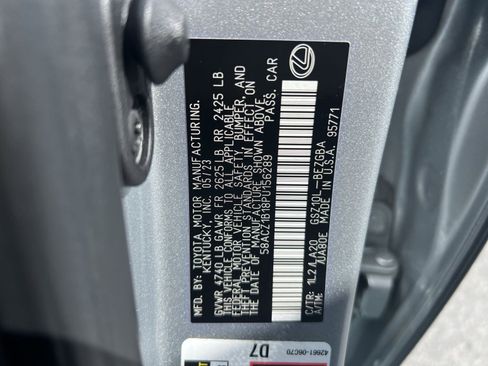 MFD. BY: TOYOTA MOTOR MANUFACTURING.
KENTUCKY, INC. 05/23
GVWR 4740 LB GAWR FR 2625 LB. RR 2425 LB
THIS VEHICLE CONFORMS TO ALL APPLICABLE
FEDERAL MOTOR VEHICLE SAFETY, BUMPER, AND
THEFT PREVENTION STANDARDS IN EFFECT ON
THE DATE OF MANUFACTURE SHOWN ABOVE.
58ACZ1B18PU156289 PASS. CAR
C/TR: 1L2/LA20 GSZ10L-BEZGBA
A/TM: /UA80E MADE IN U.S.A. 95771
42661-06C70
D7